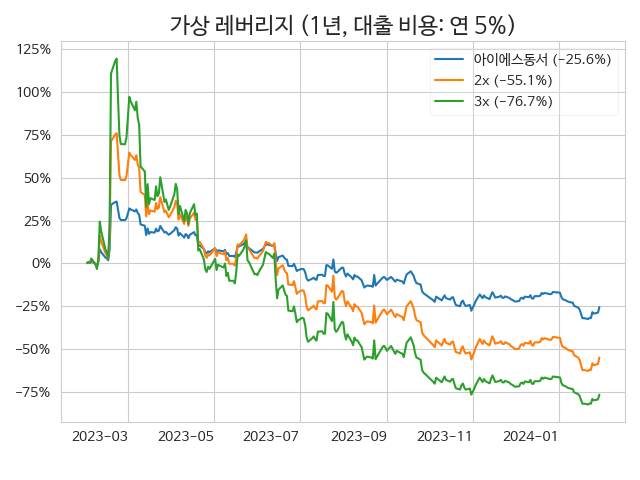 가상 레버리지 (1년, 대출 비용: 연 5%)
아이에스동서 (-25.6%)
2x (-55.1%)
3x (-76.7%)
125%
100%
75%
50%
25%
0%
−25%
−50%
−75%
2023-03 2023-05 2023-07 2023-09 2023-11 2024-01